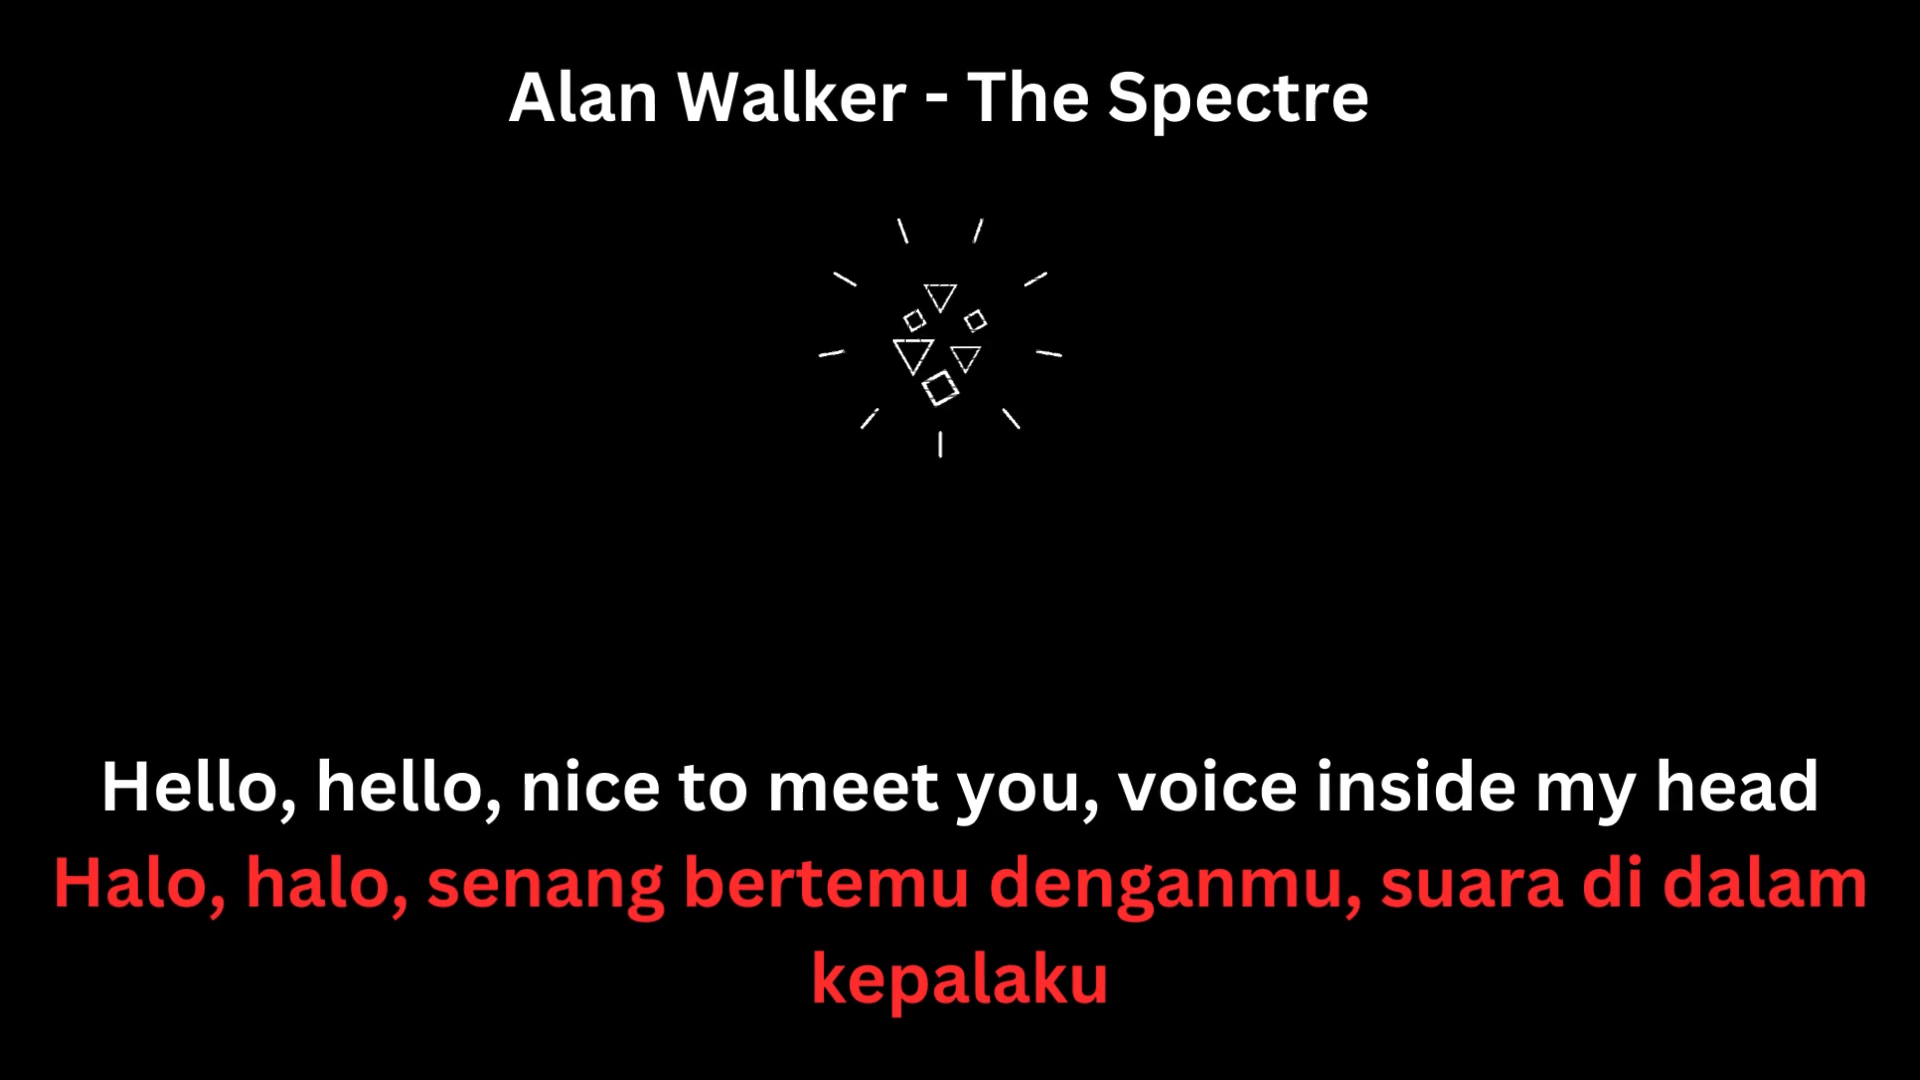 Alan Walker - The Spectre
Hello, hello, nice to meet you, voice inside my head
Halo, halo, senang bertemu denganmu, suara di dalam
kepalaku